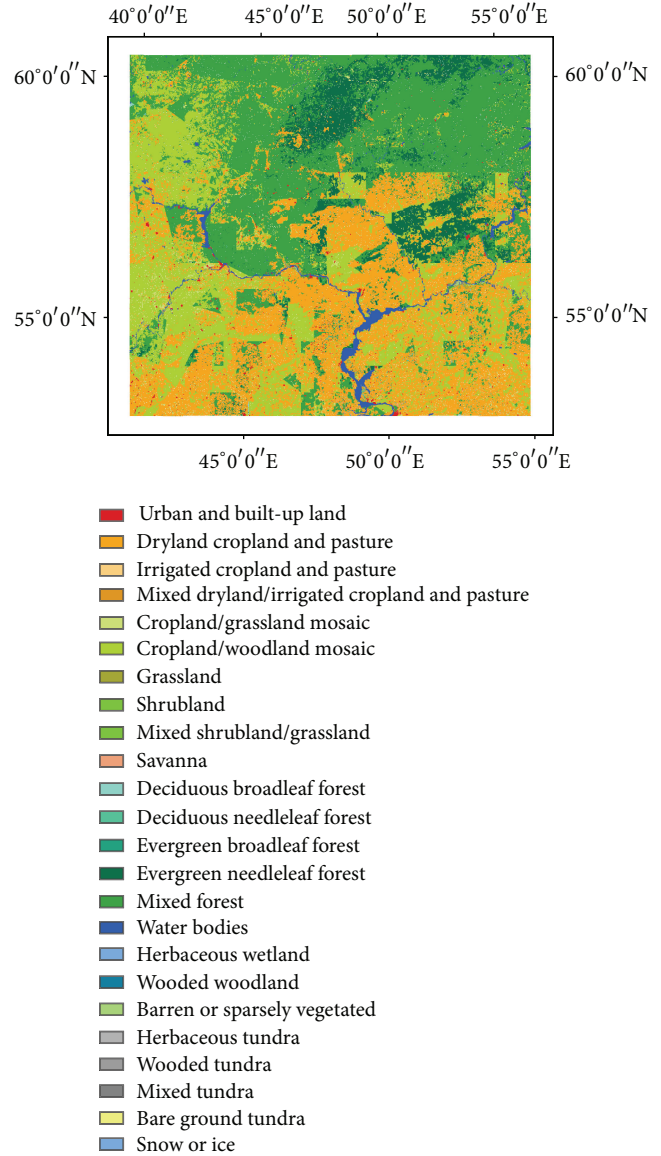 40°0′0″E 45°0′0″E 50°0′0″E 55°0′0″E
60°0′0″N 60°0′0″N
55°0′0″N 55°0′0″N
45°0′0″E 50°0′0″E 55°0′0″E
Urban and built-up land
Dryland cropland and pasture
Irrigated cropland and pasture
Mixed dryland/irrigated cropland and pasture
Cropland/grassland mosaic
Cropland/woodland mosaic
Grassland
Shrubland
Mixed shrubland/grassland
Savanna
Deciduous broadleaf forest
Deciduous needleleaf forest
Evergreen broadleaf forest
Evergreen needleleaf forest
Mixed forest
Water bodies
Herbaceous wetland
Wooded woodland
Barren or sparsely vegetated
Herbaceous tundra
Wooded tundra
Mixed tundra
Bare ground tundra
Snow or ice